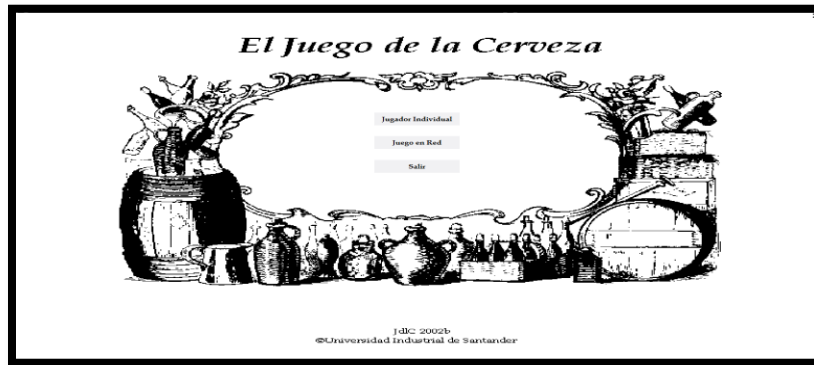 El Juego de la Cerveza
Jugador Individual
Juego en Red
Salir
JdlC 2002b
©Universidad Industrial de Santander